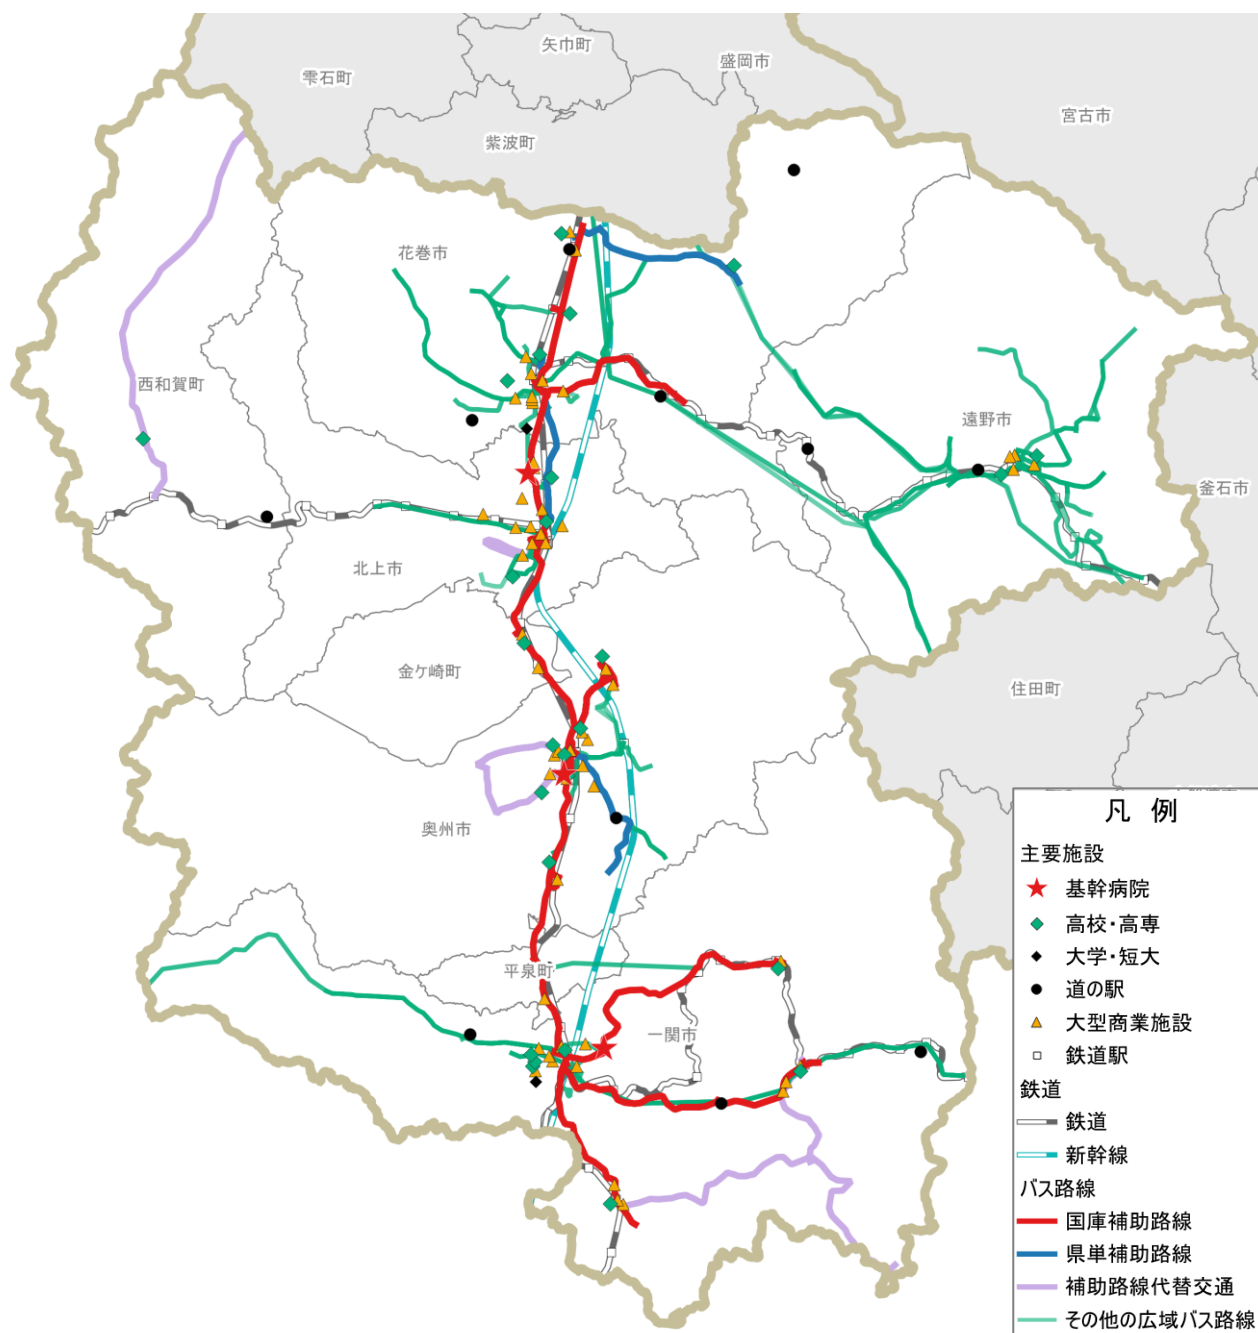 矢巾町
盛岡市
雫石町
宮古市
紫波町
花巻市
西和賀町
遠野市
釜石市
北上市
金ケ崎町
住田町
奥州市
平泉町
一関市
凡 例
主要施設
基幹病院
高校・高専
大学・短大
道の駅
大型商業施設
鉄道駅
鉄道
鉄道
新幹線
バス路線
国庫補助路線
県単補助路線
補助路線代替交通
その他の広域バス路線